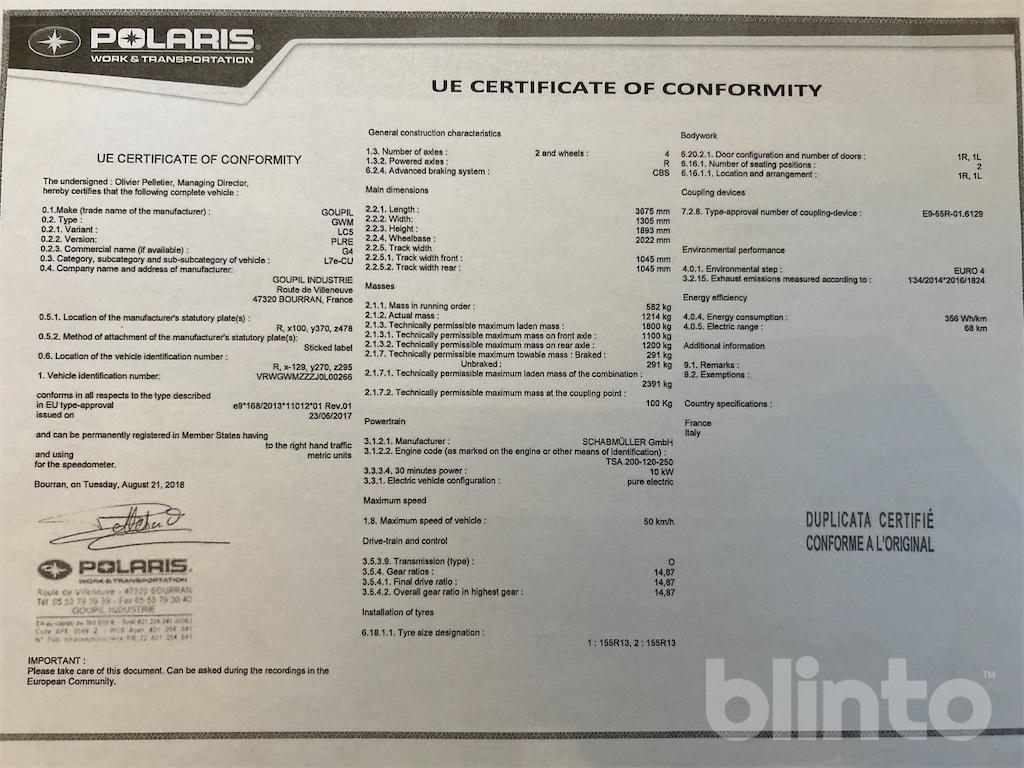 POLARIS®
WORK & TRANSPORTATION
UE CERTIFICATE OF CONFORMITY
UE CERTIFICATE OF CONFORMITY
The undersigned : Olivier Pelletier, Managing Director,
hereby certifies that the following complete vehicle :
0.1.Make (trade name of the manufacturer) : GOUPIL
0.2. Type : GWM
0.2.1. Variant : LC5
0.2.2. Version: PLRE
0.2.3. Commercial name (if available) : G4
0.3. Category, subcategory and sub-subcategory of vehicle : L7e-CU
0.4. Company name and address of manufacturer:
GOUPIL INDUSTRIE
Route de Villeneuve
47320 BOURRAN, France
0.5.1. Location of the manufacturer's statutory plate(s) :
R, x100, y370, z478
0.5.2. Method of attachment of the manufacturer's statutory plate(s):
Sticked label
0.6. Location of the vehicle identification number :
R, x-129, y270, z295
1. Vehicle identification number: VRWGWMZZZJ0L00266
conforms in all respects to the type described
in EU type-approval e9*168/2013*11012*01 Rev.01
issued on 23/06/2017
and can be permanently registered in Member States having
to the right hand traffic
and using metric units
for the speedometer.
Bourran, on Tuesday, August 21, 2018
POLARIS.
WORK & TRANSPORTATION
Route de Villeneuve - 47320 BOURRAN
Tél 05 53 79 39 39 - Fax 05 53 79 30 40
GOUPIL INDUSTRIE
IMPORTANT :
Please take care of this document. Can be asked during the recordings in the
European Community.
General construction characteristics
1.3. Number of axles : 2 and wheels : 4
1.3.2. Powered axles : R
6.2.4. Advanced braking system : CBS
Main dimensions
2.2.1. Length : 3675 mm
2.2.2. Width: 1305 mm
2.2.3. Height : 1893 mm
2.2.4. Wheelbase : 2022 mm
2.2.5. Track width
2.2.5.1. Track width front : 1045 mm
2.2.5.2. Track width rear : 1045 mm
Masses
2.1.1. Mass in running order : 582 kg
2.1.2. Actual mass : 1214 kg
2.1.3. Technically permissible maximum laden mass : 1800 kg
2.1.3.1. Technically permissible maximum mass on front axle : 1100 kg
2.1.3.2. Technically permissible maximum mass on rear axle : 1200 kg
2.1.7. Technically permissible maximum towable mass : Braked : 291 kg
Unbraked : 291 kg
2.1.7.1. Technically permissible maximum laden mass of the combination :
2391 kg
2.1.7.2. Technically permissible maximum mass at the coupling point :
100 Kg
Powertrain
3.1.2.1. Manufacturer : SCHABMÜLLER GmbH
3.1.2.2. Engine code (as marked on the engine or other means of identification) :
TSA 200-120-250
3.3.3.4. 30 minutes power : 10 kW
3.3.1. Electric vehicle configuration : pure electric
Maximum speed
1.8. Maximum speed of vehicle : 50 km/h
Drive-train and control
3.5.3.9. Transmission (type) : O
3.5.4. Gear ratios : 14,87
3.5.4.1. Final drive ratio : 14,87
3.5.4.2. Overall gear ratio in highest gear : 14,87
Installation of tyres
6.18.1.1. Tyre size designation :
1 : 155R13, 2 : 155R13
Bodywork
6.20.2.1. Door configuration and number of doors : 1R, 1L
6.16.1. Number of seating positions : 2
6.16.1.1. Location and arrangement : 1R, 1L
Coupling devices
7.2.8. Type-approval number of coupling-device : E9-55R-01.6129
Environmental performance
4.0.1. Environmental step : EURO 4
3.2.15. Exhaust emissions measured according to : 134/2014*2016/1824
Energy efficiency
4.0.4. Energy consumption : 356 Wh/km
4.0.5. Electric range : 68 km
Additional information
9.1. Remarks :
9.2. Exemptions :
Country specifications :
France
Italy
DUPLICATA CERTIFIÉ
CONFORME A L'ORIGINAL
blinto™